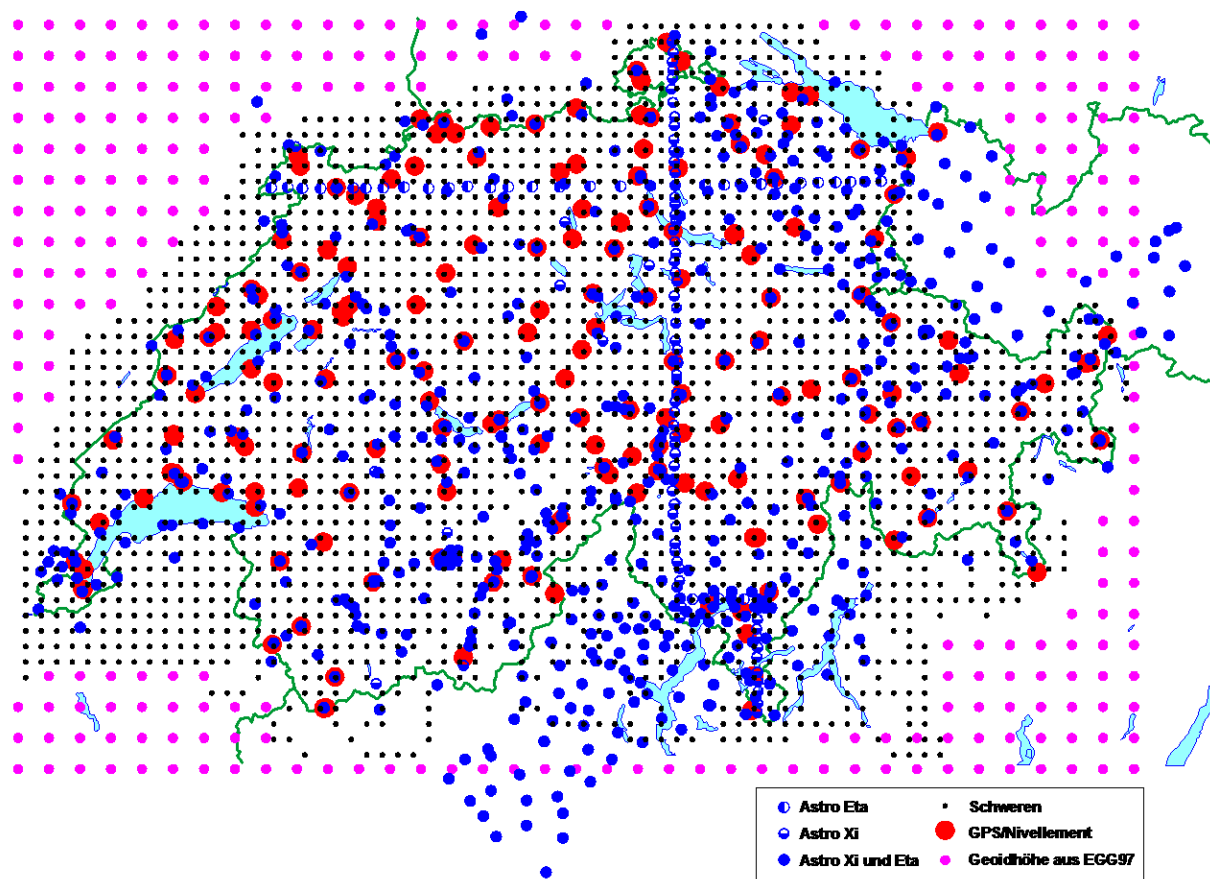 Astro Eta
Schweren
Astro Xi
GPS/Nivellement
Astro Xi und Eta
Geoidhöhe aus EGG97